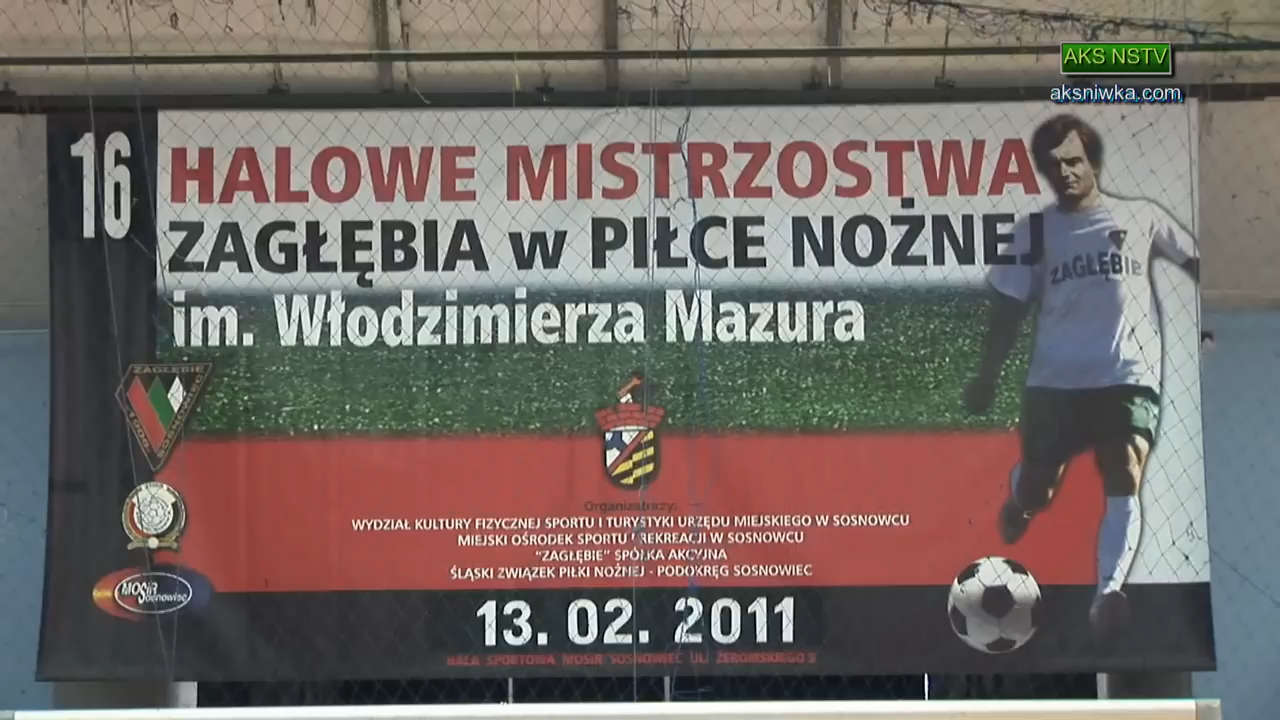 AKS NSTV
aksniwka.com
16
HALOWE MISTRZOSTWA
ZAGŁĘBIA w PIŁCE NOŻNEJ
im. Włodzimierza Mazura
ZAGŁĘBIE
ZAGŁĘBIE
SOSNOWIEC
Organizatorzy:
WYDZIAŁ KULTURY FIZYCZNEJ SPORTU I TURYSTYKI URZĘDU MIEJSKIEGO W SOSNOWCU
MIEJSKI OŚRODEK SPORTU I REKREACJI W SOSNOWCU
"ZAGŁĘBIE" SPÓŁKA AKCYJNA
ŚLĄSKI ZWIĄZEK PIŁKI NOŻNEJ - PODOKRĘG SOSNOWIEC
MOSiR
Sosnowiec
13. 02. 2011
HALA SPORTOWA MOSiR SOSNOWIEC UL. ŻEROMSKIEGO